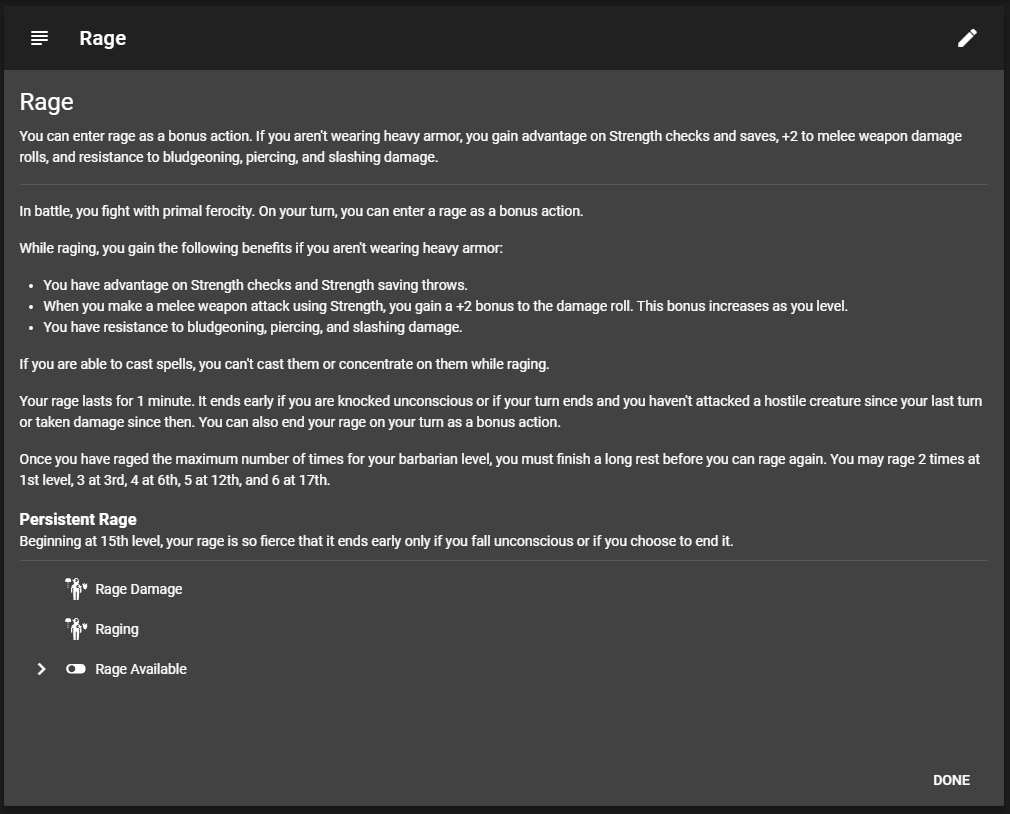 Rage
Rage
You can enter rage as a bonus action. If you aren't wearing heavy armor, you gain advantage on Strength checks and saves, +2 to melee weapon damage
rolls, and resistance to bludgeoning, piercing, and slashing damage.
In battle, you fight with primal ferocity. On your turn, you can enter a rage as a bonus action.
While raging, you gain the following benefits if you aren't wearing heavy armor:
• You have advantage on Strength checks and Strength saving throws.
• When you make a melee weapon attack using Strength, you gain a +2 bonus to the damage roll. This bonus increases as you level.
• You have resistance to bludgeoning, piercing, and slashing damage.
If you are able to cast spells, you can't cast them or concentrate on them while raging.
Your rage lasts for 1 minute. It ends early if you are knocked unconscious or if your turn ends and you haven't attacked a hostile creature since your last turn
or taken damage since then. You can also end your rage on your turn as a bonus action.
Once you have raged the maximum number of times for your barbarian level, you must finish a long rest before you can rage again. You may rage 2 times at
1st level, 3 at 3rd, 4 at 6th, 5 at 12th, and 6 at 17th.
Persistent Rage
Beginning at 15th level, your rage is so fierce that it ends early only if you fall unconscious or if you choose to end it.
Rage Damage
Raging
Rage Available
DONE